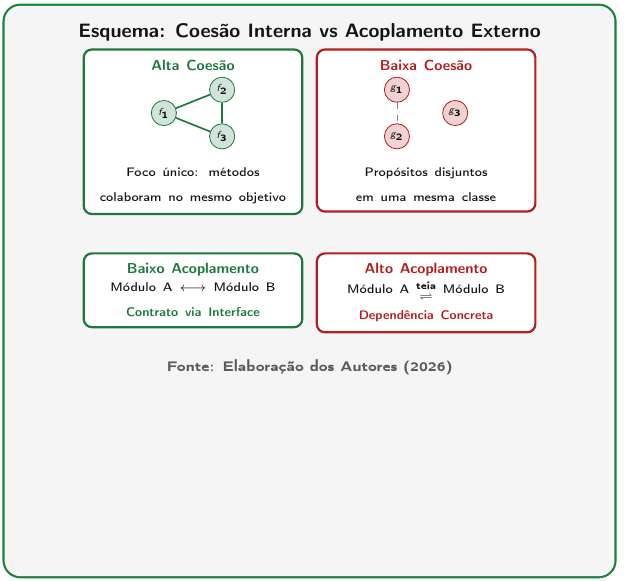 Esquema: Coesão Interna vs Acoplamento Externo
Alta Coesão
f1
f2
f3
Foco único: métodos
colaboram no mesmo objetivo
Baixa Coesão
g1
g2
g3
Propósitos disjuntos
em uma mesma classe
Baixo Acoplamento
Módulo A ⟷ Módulo B
Contrato via Interface
Alto Acoplamento
teia
Módulo A ⇌ Módulo B
Dependência Concreta
Fonte: Elaboração dos Autores (2026)